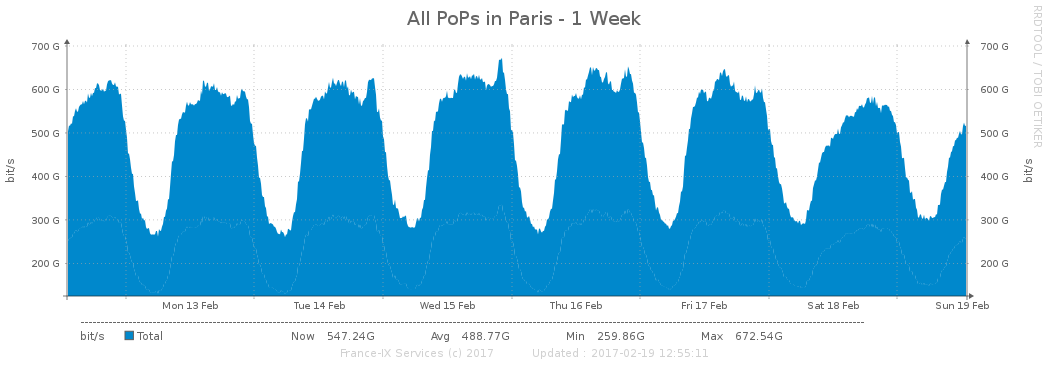 All PoPs in Paris - 1 Week
RRDTOOL / TOBI OETIKER
700 G 700 G
600 G 600 G
500 G 500 G
400 G 400 G
300 G 300 G
200 G 200 G
bit/s bit/s
Mon 13 Feb Tue 14 Feb Wed 15 Feb Thu 16 Feb Fri 17 Feb Sat 18 Feb Sun 19 Feb
bit/s Total Now 547.24G Avg 488.77G Min 259.86G Max 672.54G
France-IX Services (c) 2017 Updated : 2017-02-19 12:55:11